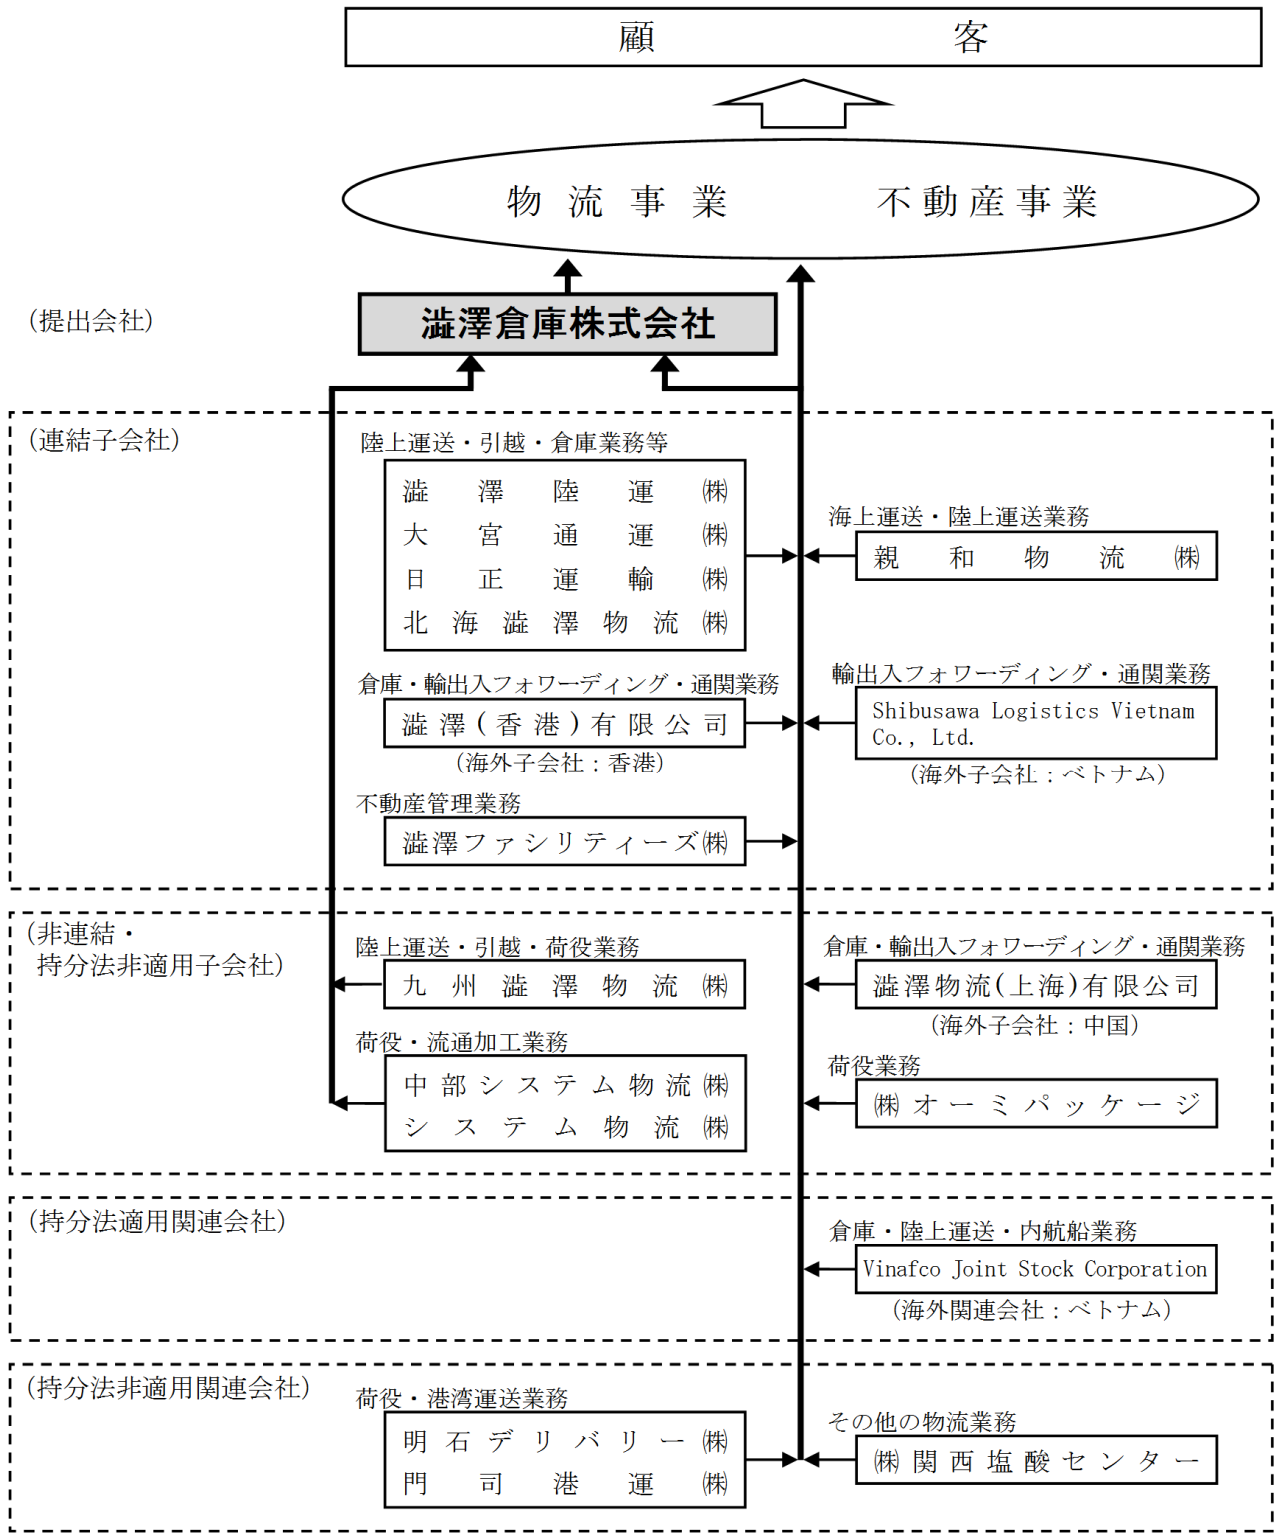 顧客
物流事業 不動産事業
(提出会社)
澁澤倉庫株式会社
(連結子会社)
陸上運送・引越・倉庫業務等
澁澤陸運㈱
大宮通運㈱
日正運輸㈱
北海澁澤物流㈱
海上運送・陸上運送業務
親和物流㈱
倉庫・輸出入フォワーディング・通関業務
澁澤(香港)有限公司
(海外子会社:香港)
輸出入フォワーディング・通関業務
Shibusawa Logistics Vietnam
Co., Ltd.
(海外子会社:ベトナム)
不動産管理業務
澁澤ファシリティーズ㈱
(非連結・
持分法非適用子会社)
陸上運送・引越・荷役業務
九州澁澤物流㈱
倉庫・輸出入フォワーディング・通関業務
澁澤物流(上海)有限公司
(海外子会社:中国)
荷役・流通加工業務
中部システム物流㈱
システム物流㈱
荷役業務
㈱オーミパッケージ
(持分法適用関連会社)
倉庫・陸上運送・内航船業務
Vinafco Joint Stock Corporation
(海外関連会社:ベトナム)
(持分法非適用関連会社)
荷役・港湾運送業務
明石デリバリー㈱
門司港運㈱
その他の物流業務
㈱関西塩酸センター